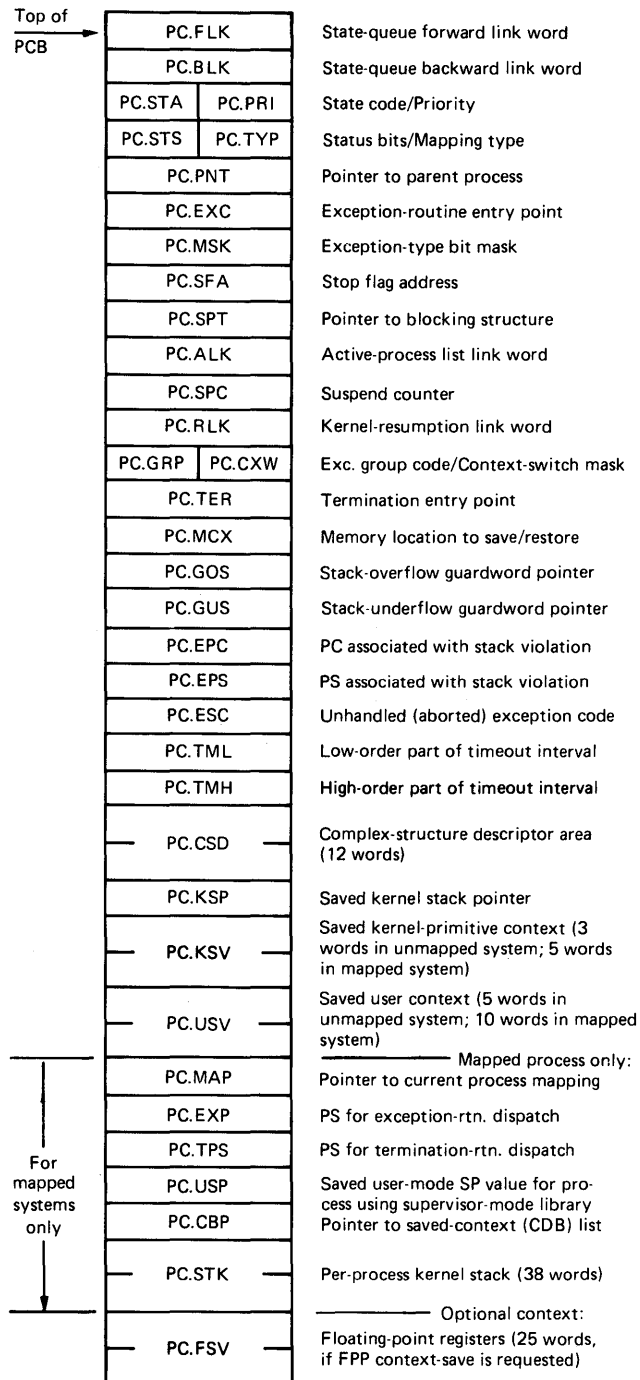 Top of
PCB
PC.FLK State-queue forward link word
PC.BLK State-queue backward link word
PC.STA PC.PRI State code/Priority
PC.STS PC.TYP Status bits/Mapping type
PC.PNT Pointer to parent process
PC.EXC Exception-routine entry point
PC.MSK Exception-type bit mask
PC.SFA Stop flag address
PC.SPT Pointer to blocking structure
PC.ALK Active-process list link word
PC.SPC Suspend counter
PC.RLK Kernel-resumption link word
PC.GRP PC.CXW Exc. group code/Context-switch mask
PC.TER Termination entry point
PC.MCX Memory location to save/restore
PC.GOS Stack-overflow guardword pointer
PC.GUS Stack-underflow guardword pointer
PC.EPC PC associated with stack violation
PC.EPS PS associated with stack violation
PC.ESC Unhandled (aborted) exception code
PC.TML Low-order part of timeout interval
PC.TMH High-order part of timeout interval
PC.CSD Complex-structure descriptor area
(12 words)
PC.KSP Saved kernel stack pointer
PC.KSV Saved kernel-primitive context (3
words in unmapped system; 5 words
in mapped system)
PC.USV Saved user context (5 words in
unmapped system; 10 words in mapped
system)
Mapped process only:
PC.MAP Pointer to current process mapping
PC.EXP PS for exception-rtn. dispatch
PC.TPS PS for termination-rtn. dispatch
For
mapped
systems
only
PC.USP Saved user-mode SP value for pro-
cess using supervisor-mode library
PC.CBP Pointer to saved-context (CDB) list
PC.STK Per-process kernel stack (38 words)
Optional context:
PC.FSV Floating-point registers (25 words,
if FPP context-save is requested)